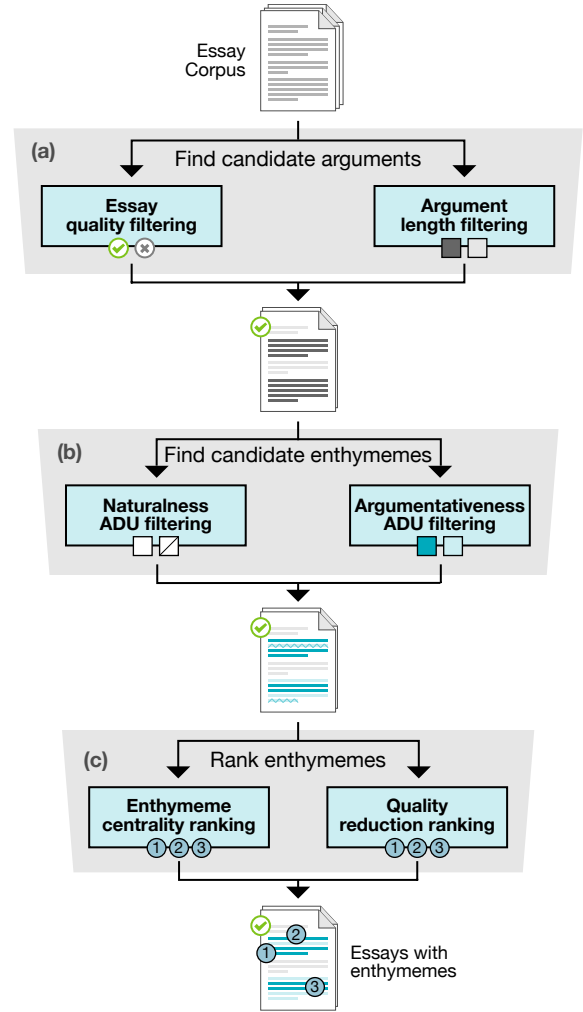 Essay
Corpus
(a)
Find candidate arguments
Essay
quality filtering
Argument
length filtering
(b)
Find candidate enthymemes
Naturalness
ADU filtering
Argumentativeness
ADU filtering
(c)
Rank enthymemes
Enthymeme
centrality ranking
1 2 3
Quality
reduction ranking
1 2 3
2
1
3
Essays with
enthymemes